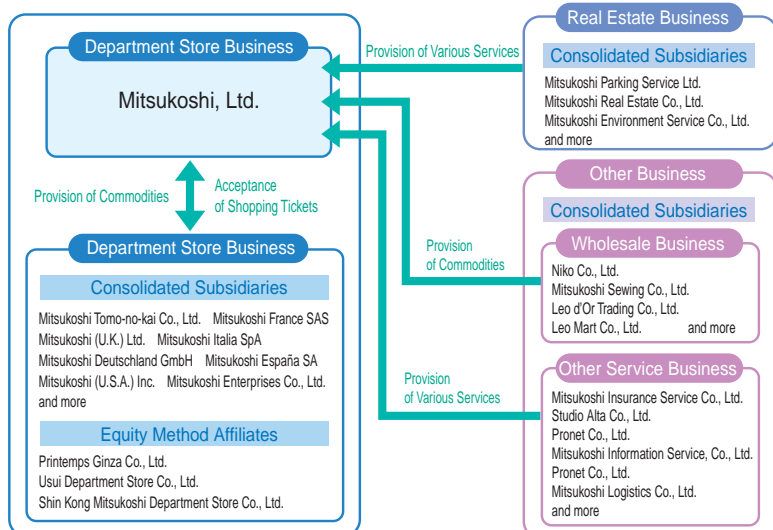 Department Store Business
Mitsukoshi, Ltd.
Provision of Commodities
Acceptance
of Shopping Tickets
Department Store Business
Consolidated Subsidiaries
Mitsukoshi Tomo-no-kai Co., Ltd. Mitsukoshi France SAS
Mitsukoshi (U.K.) Ltd. Mitsukoshi Italia SpA
Mitsukoshi Deutschland GmbH Mitsukoshi España SA
Mitsukoshi (U.S.A.) Inc. Mitsukoshi Enterprises Co., Ltd.
and more
Equity Method Affiliates
Printemps Ginza Co., Ltd.
Usui Department Store Co., Ltd.
Shin Kong Mitsukoshi Department Store Co., Ltd.
Provision of Various Services
Provision
of Commodities
Provision
of Various Services
Real Estate Business
Consolidated Subsidiaries
Mitsukoshi Parking Service Ltd.
Mitsukoshi Real Estate Co., Ltd.
Mitsukoshi Environment Service Co., Ltd.
and more
Other Business
Consolidated Subsidiaries
Wholesale Business
Niko Co., Ltd.
Mitsukoshi Sewing Co., Ltd.
Leo d'Or Trading Co., Ltd.
Leo Mart Co., Ltd. and more
Other Service Business
Mitsukoshi Insurance Service Co., Ltd.
Studio Alta Co., Ltd.
Pronet Co., Ltd.
Mitsukoshi Information Service, Co., Ltd.
Pronet Co., Ltd.
Mitsukoshi Logistics Co., Ltd.
and more